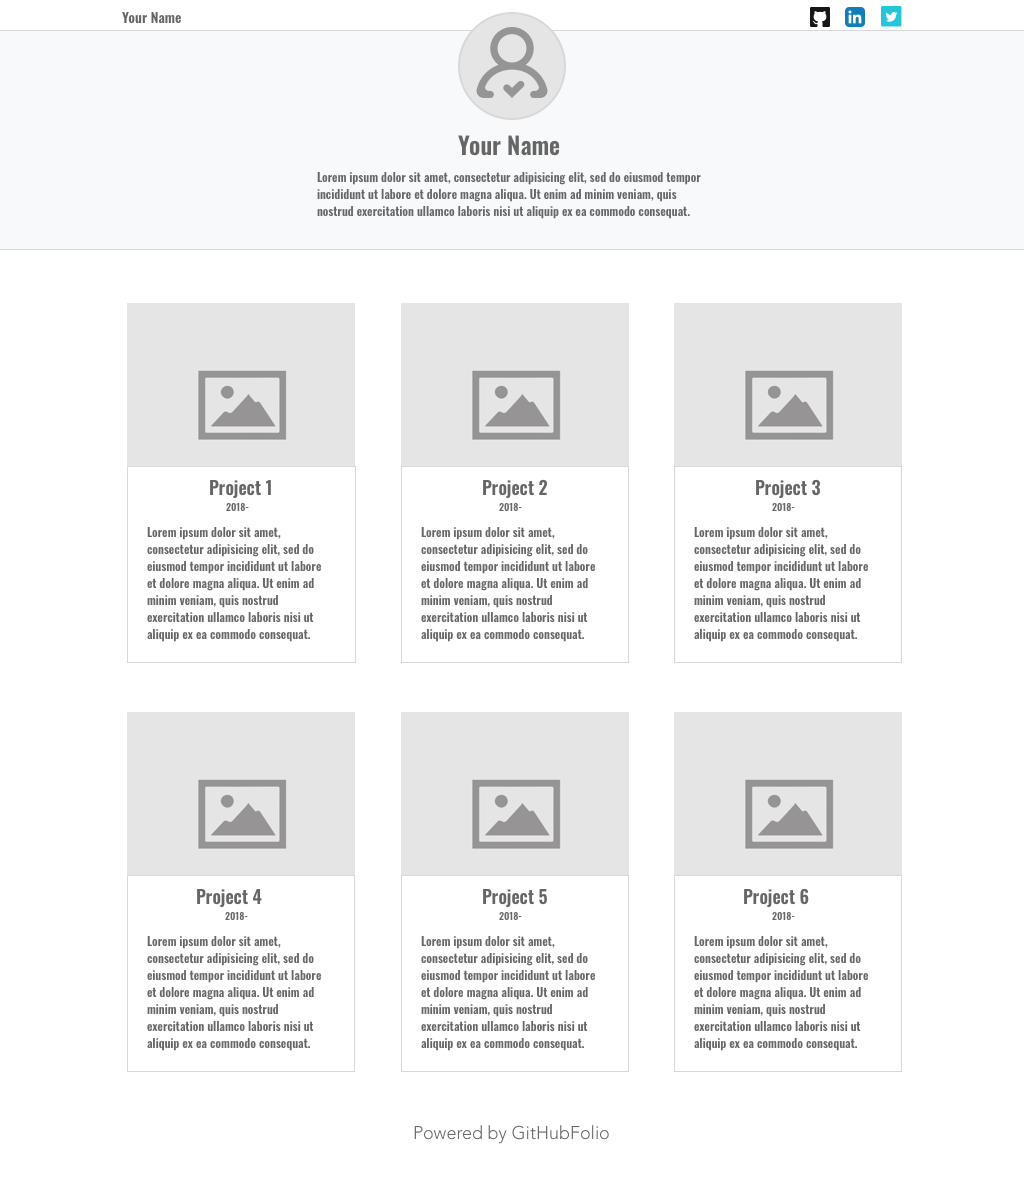 Your Name
in
Your Name
Lorem ipsum dolor sit amet, consectetur adipisicing elit, sed do eiusmod tempor
incididunt ut labore et dolore magna aliqua. Ut enim ad minim veniam, quis
nostrud exercitation ullamco laboris nisi ut aliquip ex ea commodo consequat.
Project 1
2018-
Lorem ipsum dolor sit amet,
consectetur adipisicing elit, sed do
eiusmod tempor incididunt ut labore
et dolore magna aliqua. Ut enim ad
minim veniam, quis nostrud
exercitation ullamco laboris nisi ut
aliquip ex ea commodo consequat.
Project 2
2018-
Lorem ipsum dolor sit amet,
consectetur adipisicing elit, sed do
eiusmod tempor incididunt ut labore
et dolore magna aliqua. Ut enim ad
minim veniam, quis nostrud
exercitation ullamco laboris nisi ut
aliquip ex ea commodo consequat.
Project 3
2018-
Lorem ipsum dolor sit amet,
consectetur adipisicing elit, sed do
eiusmod tempor incididunt ut labore
et dolore magna aliqua. Ut enim ad
minim veniam, quis nostrud
exercitation ullamco laboris nisi ut
aliquip ex ea commodo consequat.
Project 4
2018-
Lorem ipsum dolor sit amet,
consectetur adipisicing elit, sed do
eiusmod tempor incididunt ut labore
et dolore magna aliqua. Ut enim ad
minim veniam, quis nostrud
exercitation ullamco laboris nisi ut
aliquip ex ea commodo consequat.
Project 5
2018-
Lorem ipsum dolor sit amet,
consectetur adipisicing elit, sed do
eiusmod tempor incididunt ut labore
et dolore magna aliqua. Ut enim ad
minim veniam, quis nostrud
exercitation ullamco laboris nisi ut
aliquip ex ea commodo consequat.
Project 6
2018-
Lorem ipsum dolor sit amet,
consectetur adipisicing elit, sed do
eiusmod tempor incididunt ut labore
et dolore magna aliqua. Ut enim ad
minim veniam, quis nostrud
exercitation ullamco laboris nisi ut
aliquip ex ea commodo consequat.
Powered by GitHubFolio